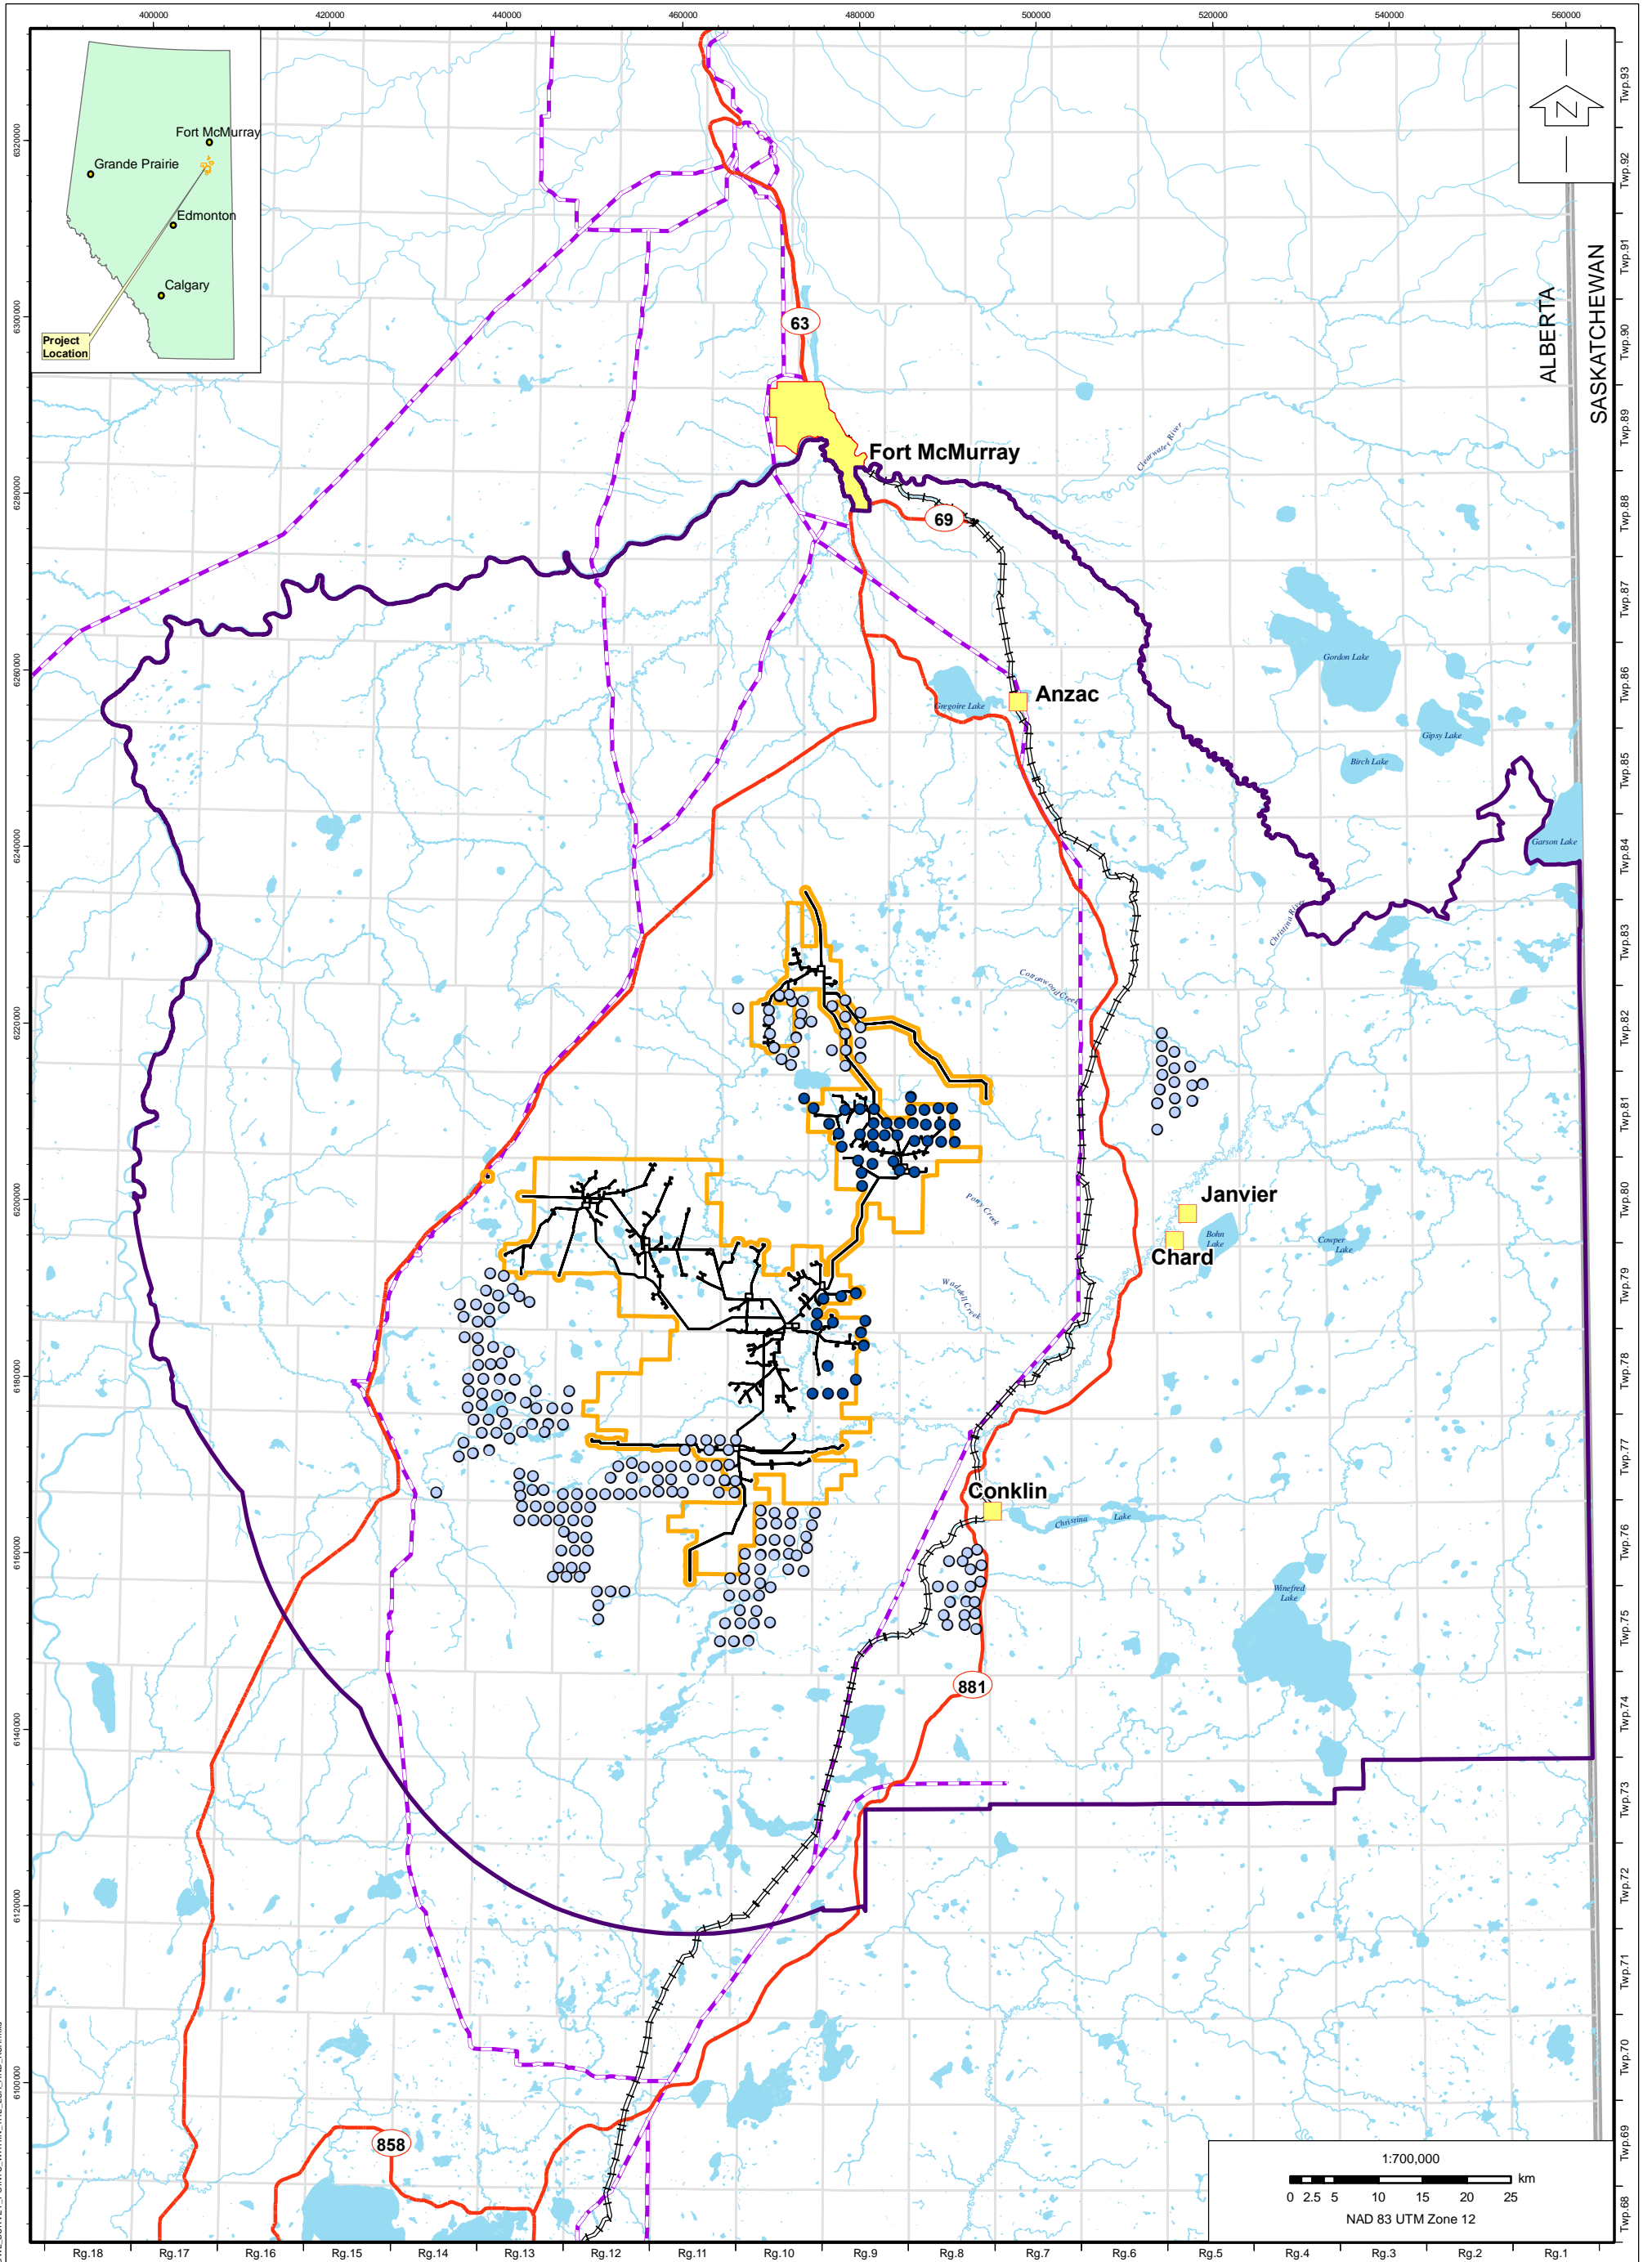 400000
420000
440000
460000
480000
500000
520000
540000
560000
Fort McMurray
Grande Prairie
Edmonton
Calgary
Project
Location
N
ALBERTA
SASKATCHEWAN
63
Fort McMurray
Clearwater River
69
Gordon Lake
Anzac
Gregoire Lake
Gipsy Lake
Birch Lake
Garson Lake
Christina River
Cottonwood Creek
Pony Creek
Janvier
Bohn
Lake
Cowper
Lake
Chard
Waddell Creek
Conklin
Christina Lake
Winefred
Lake
881
858
6320000
6300000
6280000
6260000
6240000
6220000
6200000
6180000
6160000
6140000
6120000
6100000
Twp.93
Twp.92
Twp.91
Twp.90
Twp.89
Twp.88
Twp.87
Twp.86
Twp.85
Twp.84
Twp.83
Twp.82
Twp.81
Twp.80
Twp.79
Twp.78
Twp.77
Twp.76
Twp.75
Twp.74
Twp.73
Twp.72
Twp.71
Twp.70
Twp.69
Twp.68
1:700,000
km
0 2.5 5 10 15 20 25
NAD 83 UTM Zone 12
Rg.18
Rg.17
Rg.16
Rg.15
Rg.14
Rg.13
Rg.12
Rg.11
Rg.10
Rg.9
Rg.8
Rg.7
Rg.6
Rg.5
Rg.4
Rg.3
Rg.2
Rg.1